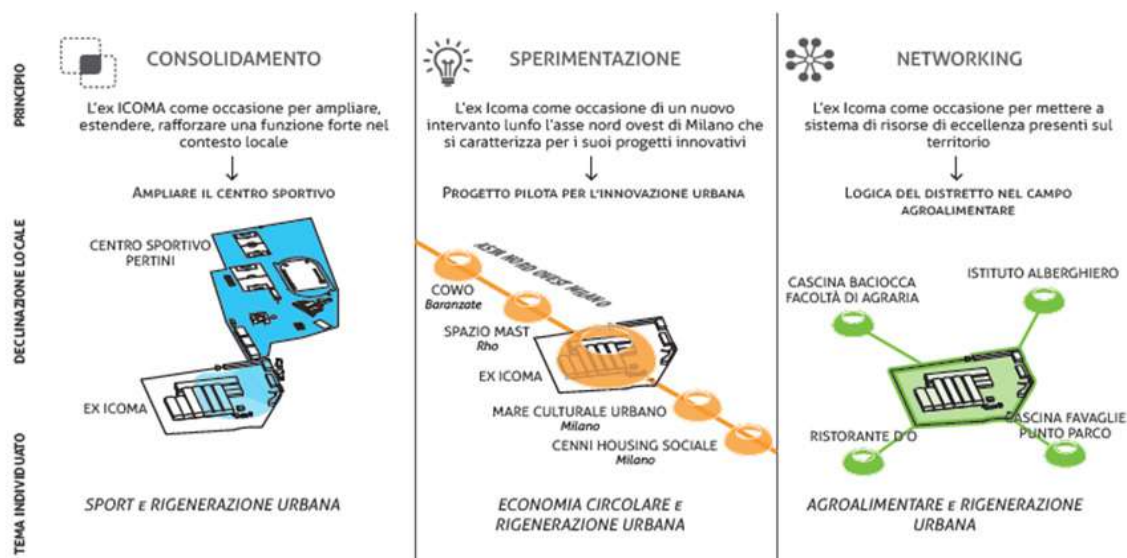 PRINCIPIO
CONSOLIDAMENTO
L'ex ICOMA come occasione per ampliare,
estendere, rafforzare una funzione forte nel
contesto locale
AMPLIARE IL CENTRO SPORTIVO
SPERIMENTAZIONE
L'ex Icoma come occasione di un nuovo
intervanto lunfo l'asse nord ovest di Milano che
si caratterizza per i suoi progetti innovativi
PROGETTO PILOTA PER L'INNOVAZIONE URBANA
NETWORKING
L'ex Icoma come occasione per mettere a
sistema di risorse di eccellenza presenti sul
territorio
LOGICA DEL DISTRETTO NEL CAMPO
AGROALIMENTARE
DECLINAZIONE LOCALE
CENTRO SPORTIVO
PERTINI
EX ICOMA
ASW NORD OVEST MILANO
COWO
Baranzate
SPAZIO MAST
Rho
EX ICOMA
MARE CULTURALE URBANO
Milano
CENNI HOUSING SOCIALE
Milano
CASCINA BACIOCCA
FACOLTÀ DI AGRARIA
ISTITUTO ALBERGHIERO
RISTORANTE D'O
CASCINA FAVAGLIE
PUNTO PARCO
TEMA INDIVIDUATO
SPORT E RIGENERAZIONE URBANA
ECONOMIA CIRCOLARE E
RIGENERAZIONE URBANA
AGROALIMENTARE E RIGENERAZIONE
URBANA